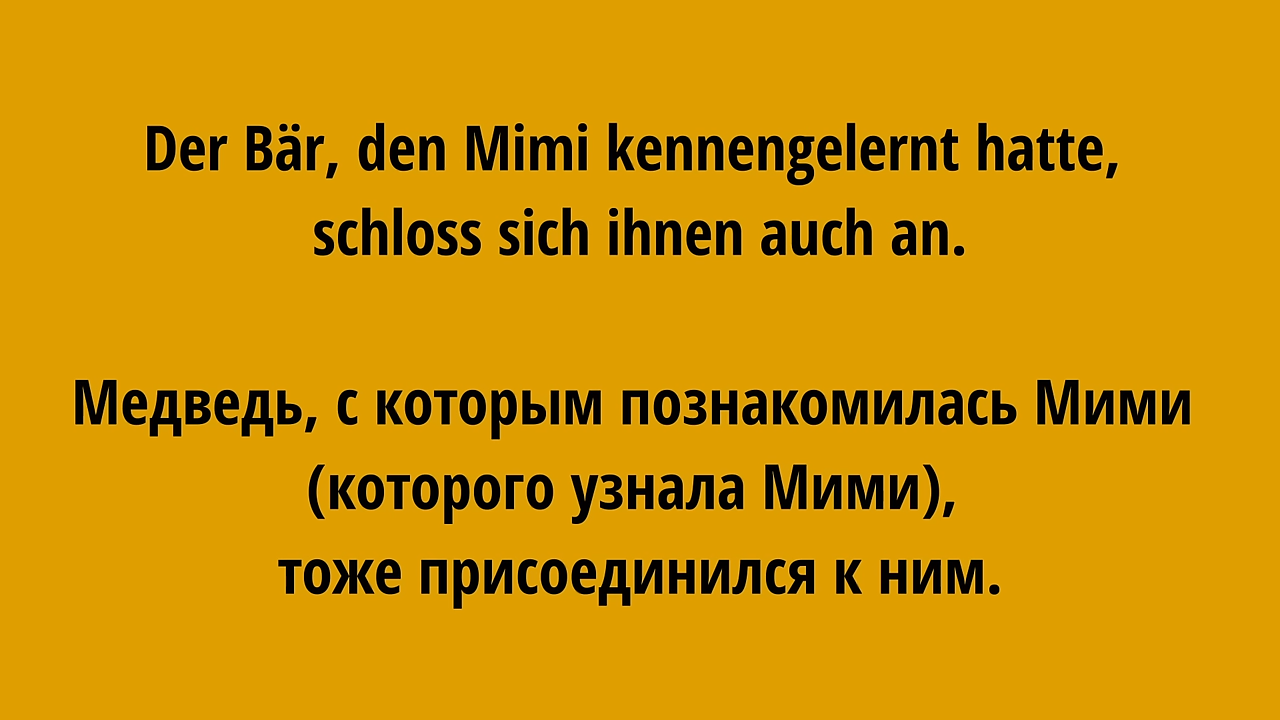 Der Bär, den Mimi kennengelernt hatte,
schloss sich ihnen auch an.
Медведь, с которым познакомилась Мими
(которого узнала Мими),
тоже присоединился к ним.